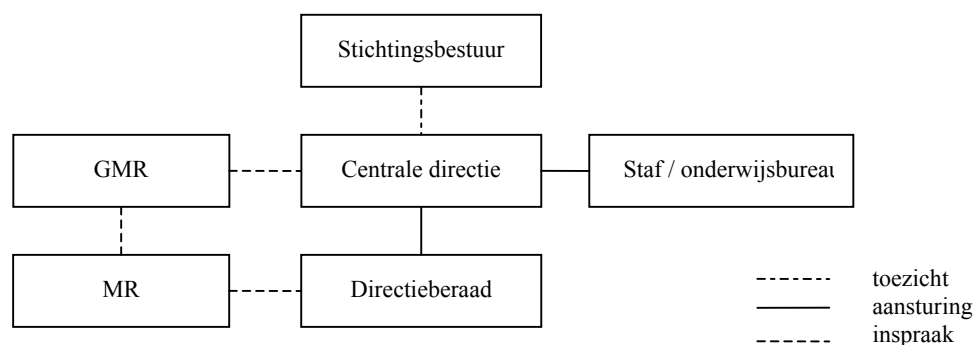 Stichtingsbestuur
GMR
Centrale directie
Staf / onderwijsbureau
MR
Directieberaad
toezicht
aansturing
inspraak